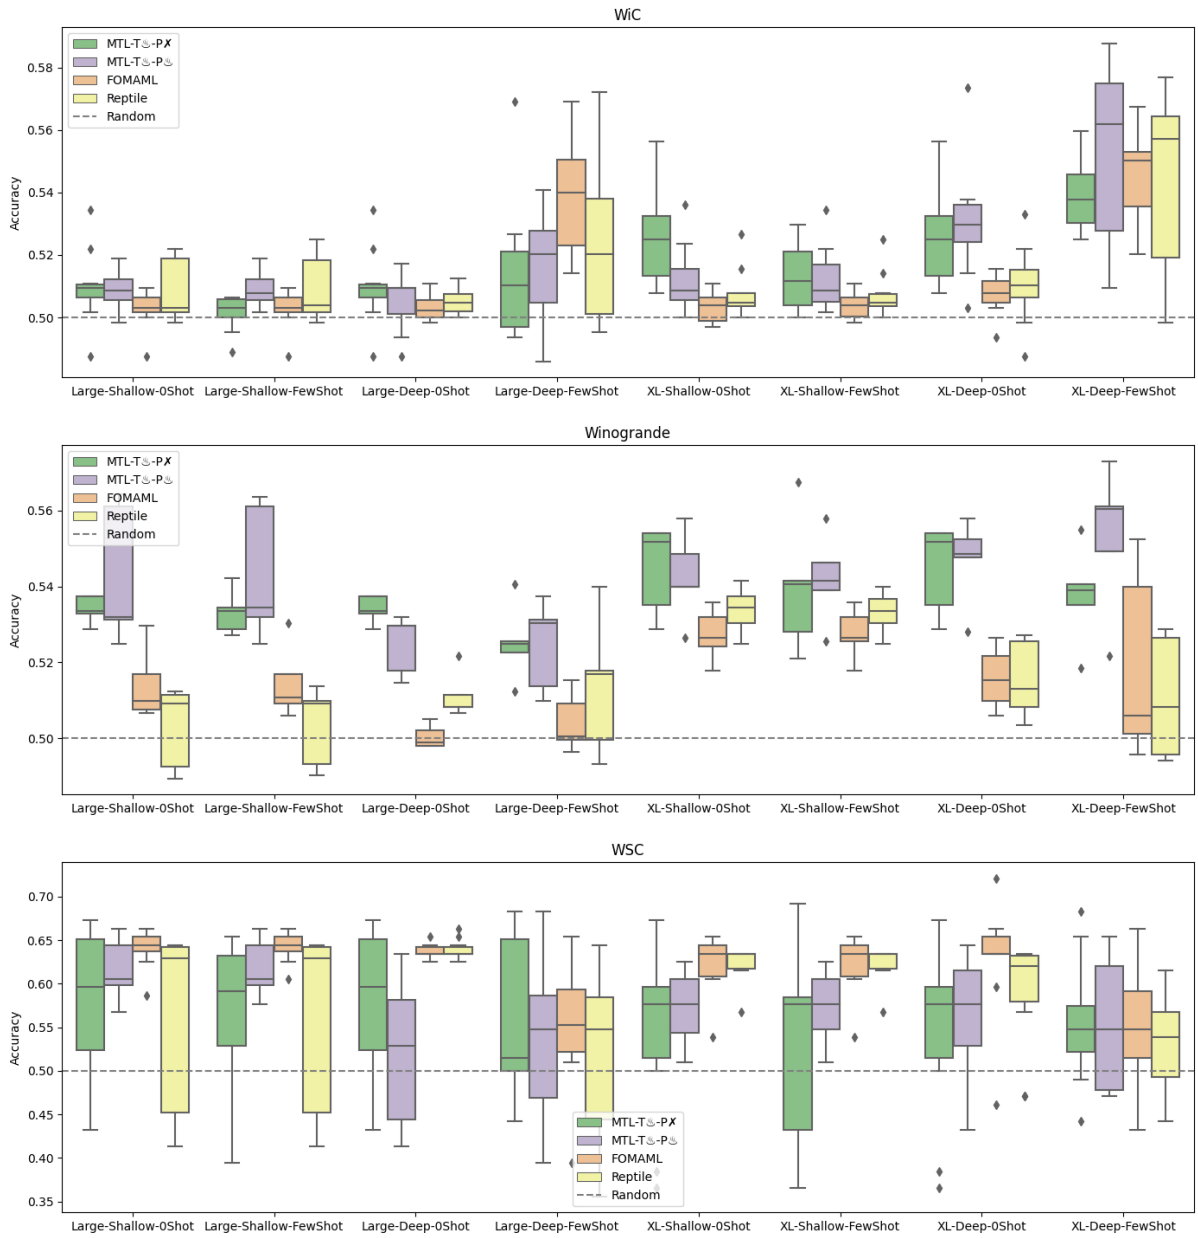 WiC
0.58
0.56
0.54
0.52
0.50
Accuracy
MTL-T♨-P✗
MTL-T♨-P♨
FOMAML
Reptile
Random
Large-Shallow-0Shot Large-Shallow-FewShot Large-Deep-0Shot Large-Deep-FewShot XL-Shallow-0Shot XL-Shallow-FewShot XL-Deep-0Shot XL-Deep-FewShot
Winogrande
0.56
0.54
0.52
0.50
Accuracy
MTL-T♨-P✗
MTL-T♨-P♨
FOMAML
Reptile
Random
Large-Shallow-0Shot Large-Shallow-FewShot Large-Deep-0Shot Large-Deep-FewShot XL-Shallow-0Shot XL-Shallow-FewShot XL-Deep-0Shot XL-Deep-FewShot
WSC
0.70
0.65
0.60
0.55
0.50
0.45
0.40
0.35
Accuracy
MTL-T♨-P✗
MTL-T♨-P♨
FOMAML
Reptile
Random
Large-Shallow-0Shot Large-Shallow-FewShot Large-Deep-0Shot Large-Deep-FewShot XL-Shallow-0Shot XL-Shallow-FewShot XL-Deep-0Shot XL-Deep-FewShot